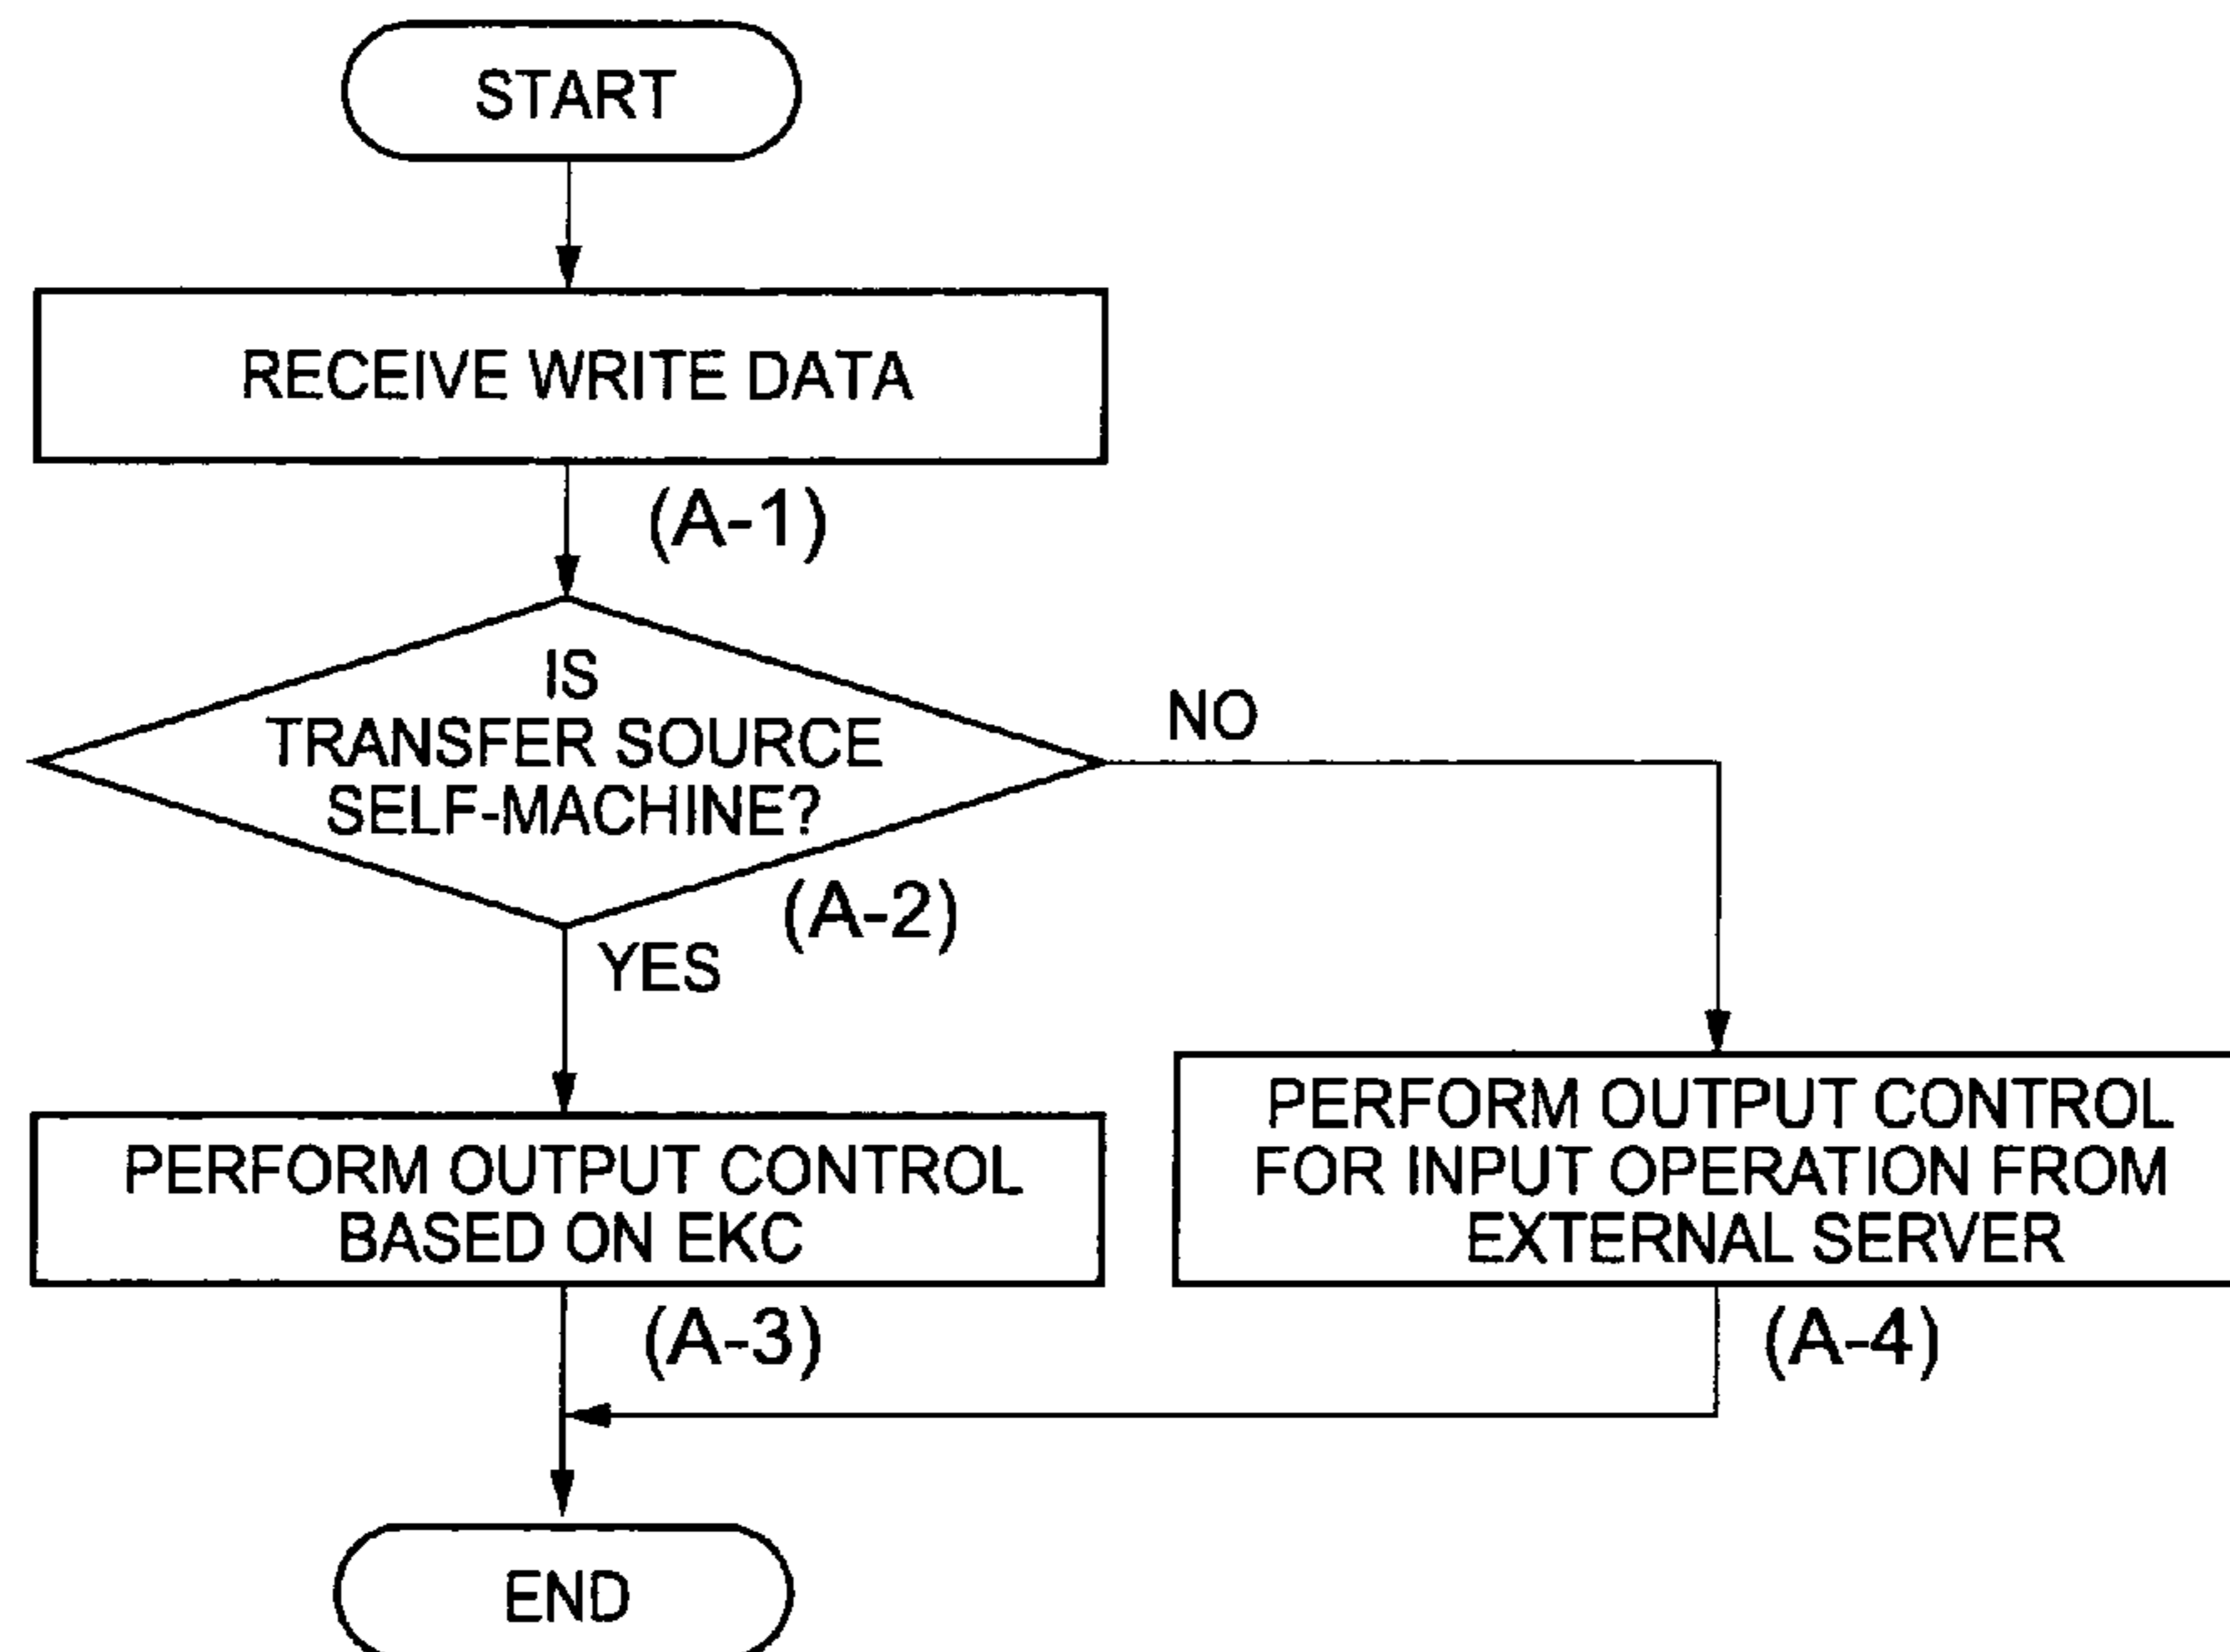 START
RECEIVE WRITE DATA
(A-1)
IS
TRANSFER SOURCE
SELF-MACHINE?
NO
(A-2)
YES
PERFORM OUTPUT CONTROL
BASED ON EKC
(A-3)
PERFORM OUTPUT CONTROL
FOR INPUT OPERATION FROM
EXTERNAL SERVER
(A-4)
END